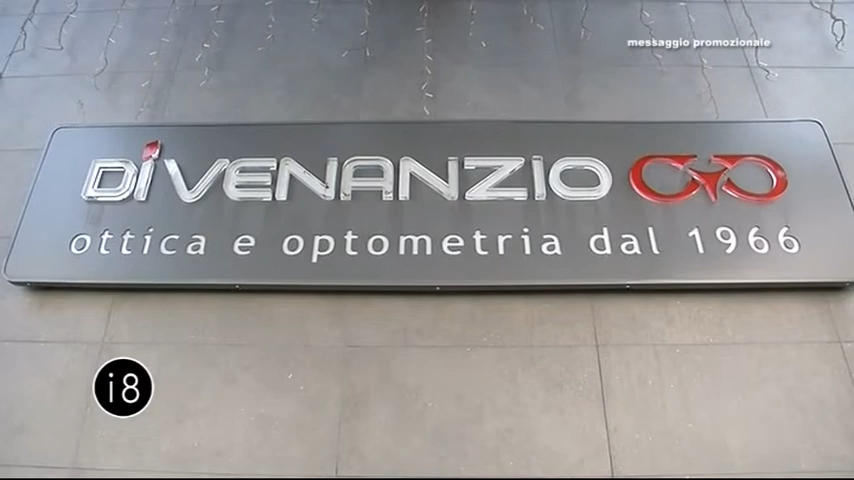 messaggio promozionale
Di VENANZIO
ottica e optometria dal 1966
i8